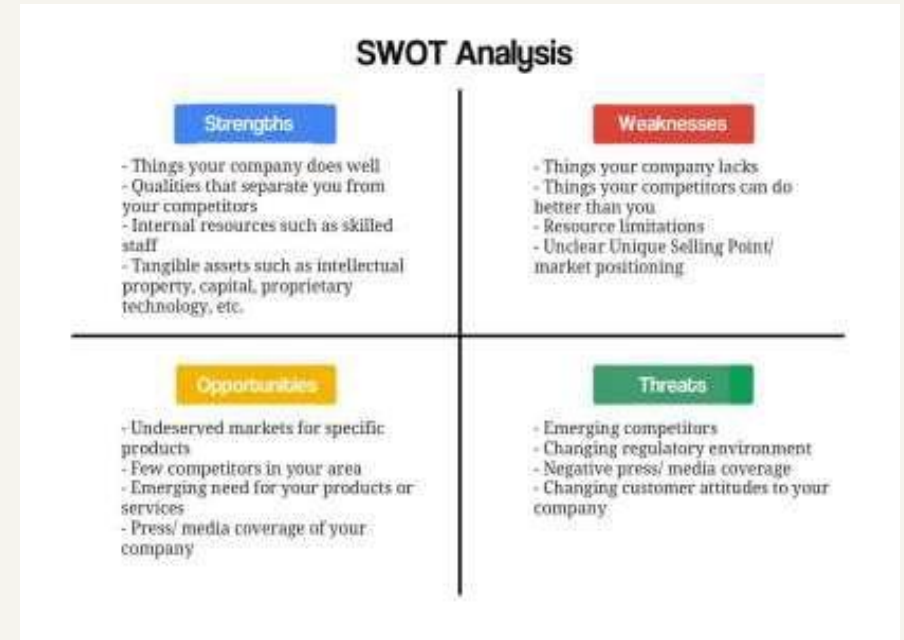 SWOT Analysis
Strengths
- Things your company does well
- Qualities that separate you from
your competitors
- Internal resources such as skilled
staff
- Tangible assets such as intellectual
property, capital, proprietary
technology, etc.
Weaknesses
- Things your company lacks
- Things your competitors can do
better than you
- Resource limitations
- Unclear Unique Selling Point/
market positioning
Opportunities
- Undeserved markets for specific
products
- Few competitors in your area
- Emerging need for your products or
services
- Press/ media coverage of your
company
Threats
- Emerging competitors
- Changing regulatory environment
- Negative press/ media coverage
- Changing customer attitudes to your
company